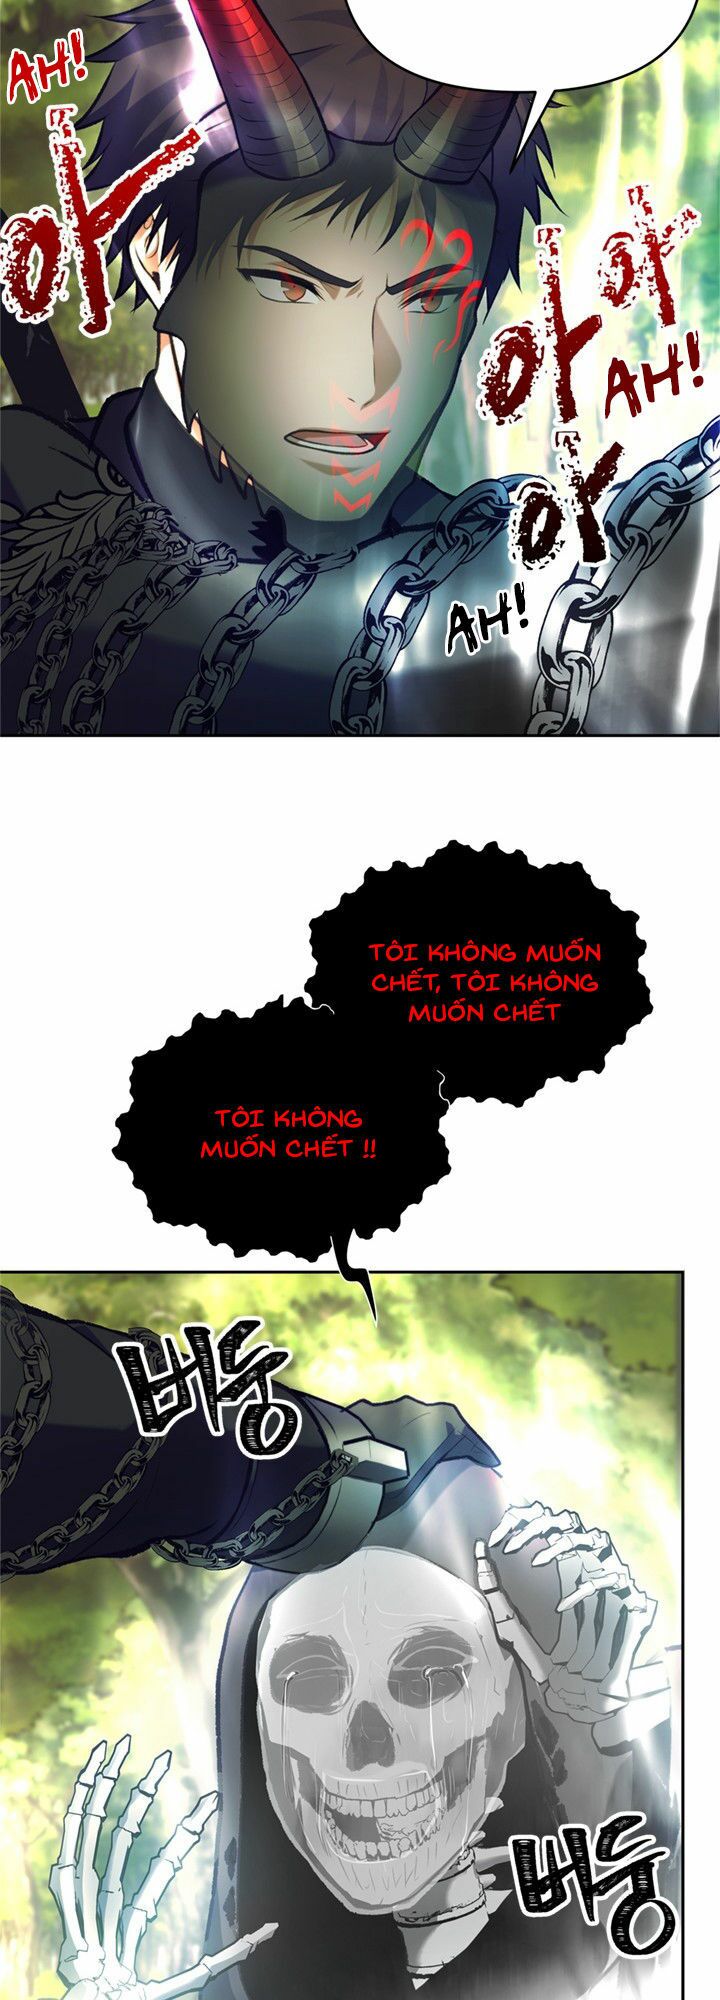 AH!
아
아
아
AH!
아
AH!
TÔI KHÔNG MUỐN
CHẾT, TÔI KHÔNG
MUỐN CHẾT
TÔI KHÔNG
MUỐN CHẾT !!
버둥
버둥